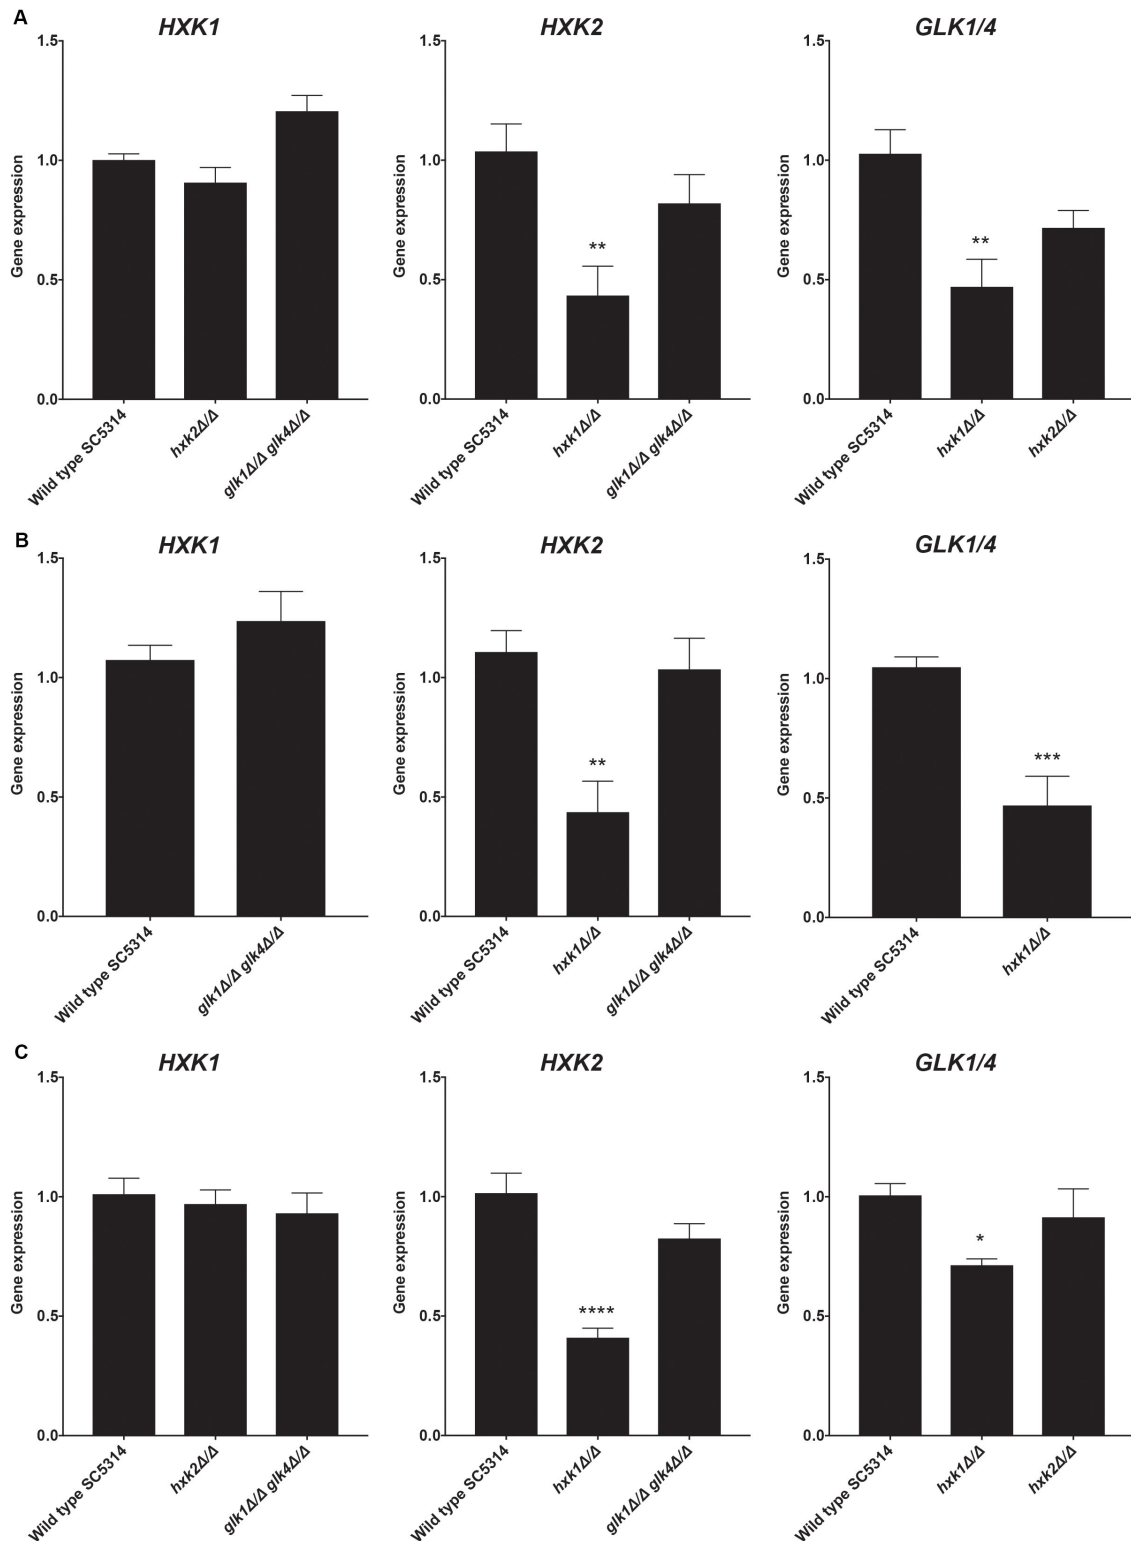 A
HXK1
HXK2
GLK1/4
1.5
1.0
0.5
0.0
Gene expression
Wild type SC5314
hxk2Δ/Δ
glk1Δ/Δ glk4Δ/Δ
1.5
1.0
0.5
0.0
Gene expression
**
Wild type SC5314
hxk1Δ/Δ
glk1Δ/Δ glk4Δ/Δ
1.5
1.0
0.5
0.0
Gene expression
**
Wild type SC5314
hxk1Δ/Δ
hxk2Δ/Δ
B
HXK1
HXK2
GLK1/4
1.5
1.0
0.5
0.0
Gene expression
Wild type SC5314
glk1Δ/Δ glk4Δ/Δ
1.5
1.0
0.5
0.0
Gene expression
**
Wild type SC5314
hxk1Δ/Δ
glk1Δ/Δ glk4Δ/Δ
1.5
1.0
0.5
0.0
Gene expression
***
Wild type SC5314
hxk1Δ/Δ
C
HXK1
HXK2
GLK1/4
1.5
1.0
0.5
0.0
Gene expression
Wild type SC5314
hxk2Δ/Δ
glk1Δ/Δ glk4Δ/Δ
1.5
1.0
0.5
0.0
Gene expression
****
Wild type SC5314
hxk1Δ/Δ
glk1Δ/Δ glk4Δ/Δ
1.5
1.0
0.5
0.0
Gene expression
*
Wild type SC5314
hxk1Δ/Δ
hxk2Δ/Δ